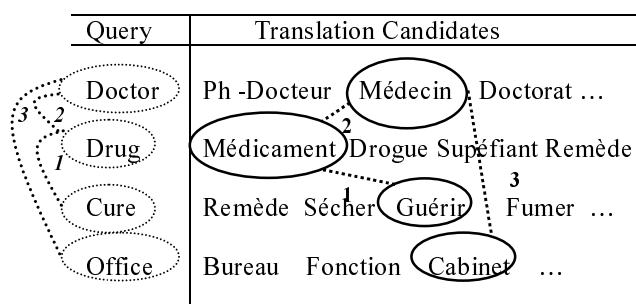 Query Translation Candidates
Doctor Ph -Docteur Médecin Doctorat …
3 2 2
Drug Médicament Drogue Supéfiant Remède
1 1 3
Cure Remède Sécher Guérir Fumer …
Office Bureau Fonction Cabinet …